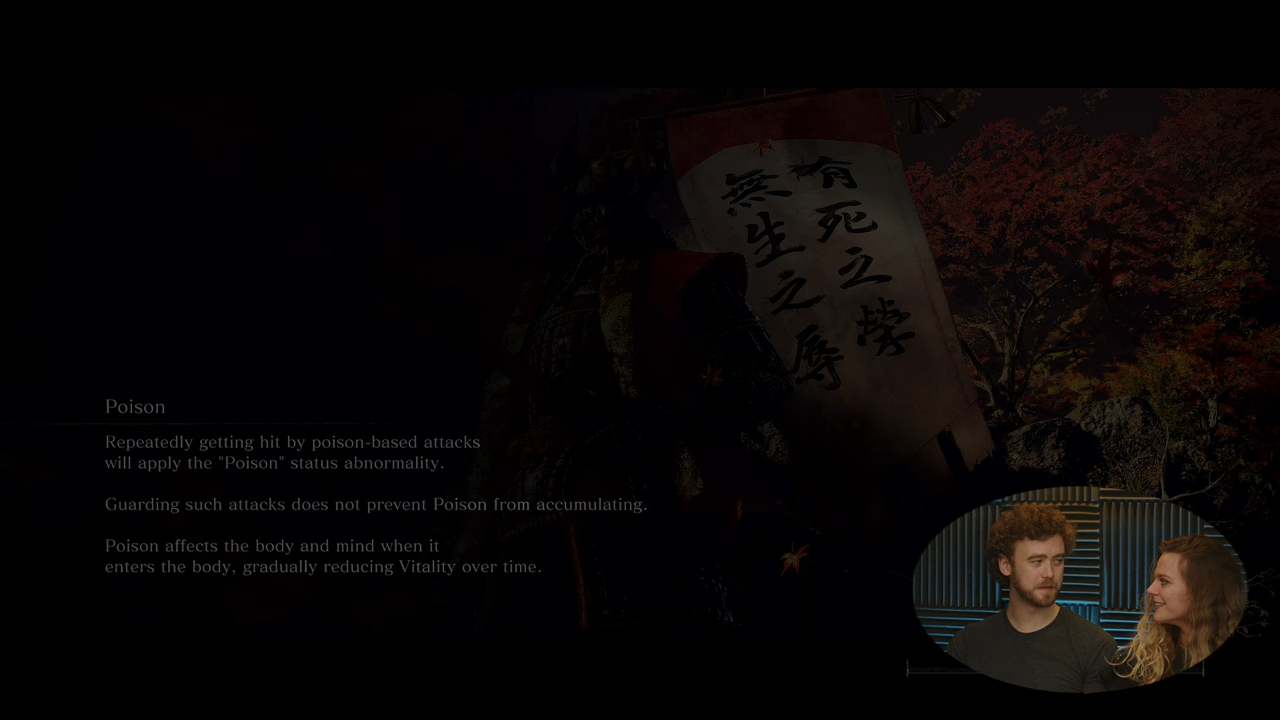 有死之榮
無生之辱
Poison
Repeatedly getting hit by poison-based attacks
will apply the "Poison" status abnormality.
Guarding such attacks does not prevent Poison from accumulating.
Poison affects the body and mind when it
enters the body, gradually reducing Vitality over time.